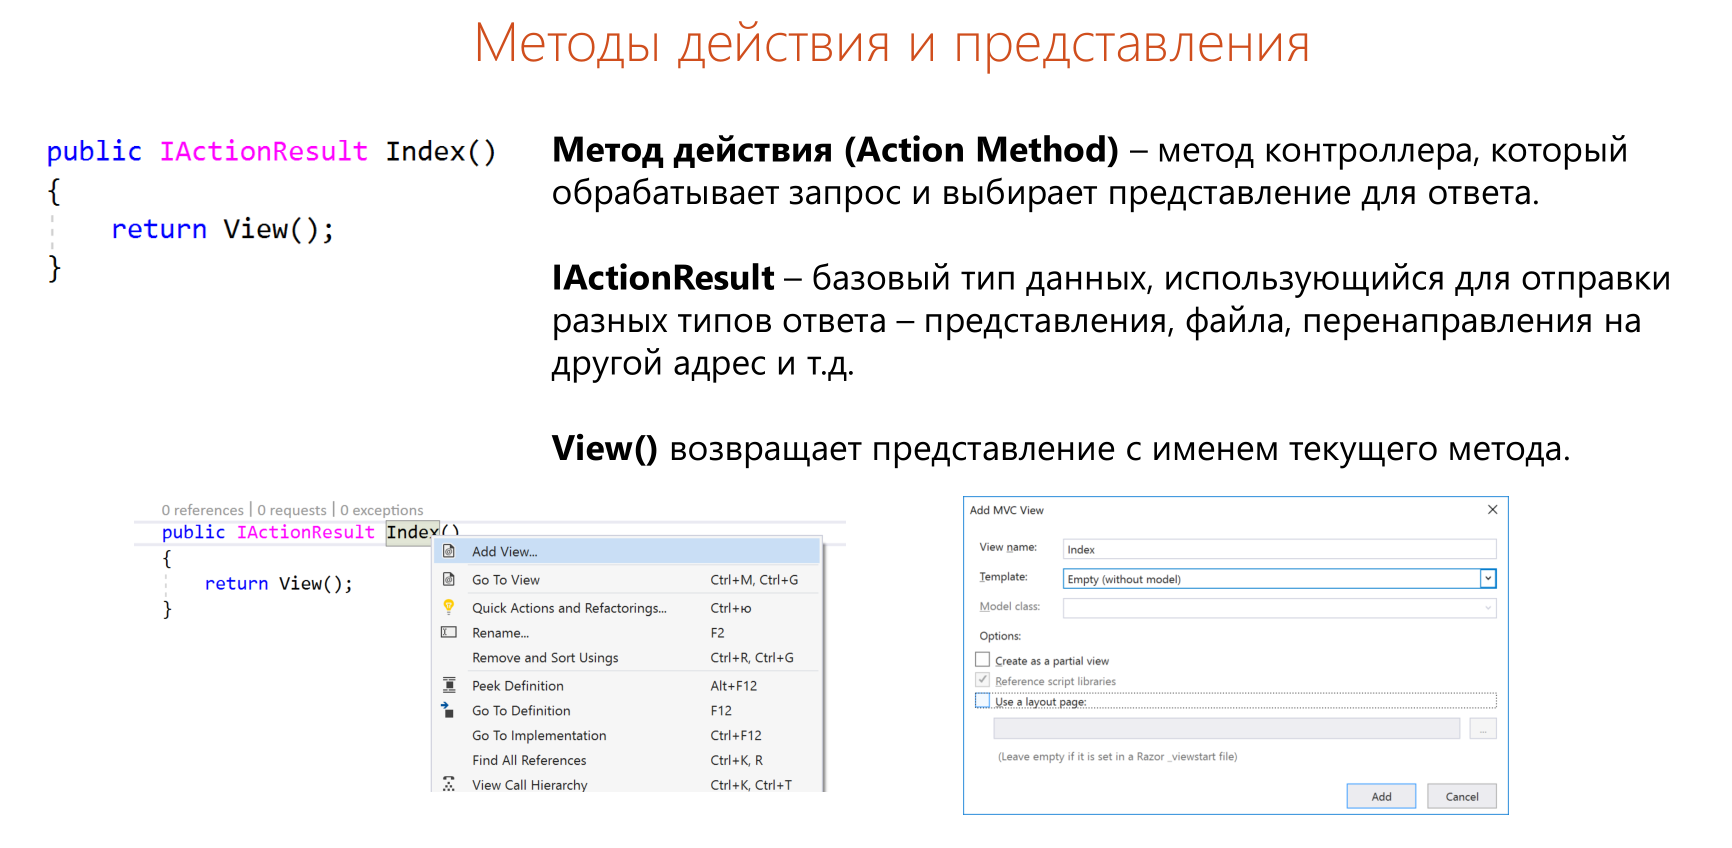 Методы действия и представления
public IActionResult Index()
{
return View();
}
Метод действия (Action Method) – метод контроллера, который
обрабатывает запрос и выбирает представление для ответа.
IActionResult – базовый тип данных, использующийся для отправки
разных типов ответа – представления, файла, перенаправления на
другой адрес и т.д.
View() возвращает представление с именем текущего метода.
0 references | 0 requests | 0 exceptions
public IActionResult Index()
{
return View();
}
Add View...
Go To View Ctrl+M, Ctrl+G
Quick Actions and Refactorings... Ctrl+ю
Rename... F2
Remove and Sort Usings Ctrl+R, Ctrl+G
Peek Definition Alt+F12
Go To Definition F12
Go To Implementation Ctrl+F12
Find All References Ctrl+K, R
View Call Hierarchy Ctrl+K, Ctrl+T
Add MVC View
View name: Index
Template: Empty (without model)
Model class:
Options:
Create as a partial view
Reference script libraries
Use a layout page:
...
(Leave empty if it is set in a Razor _viewstart file)
Add Cancel